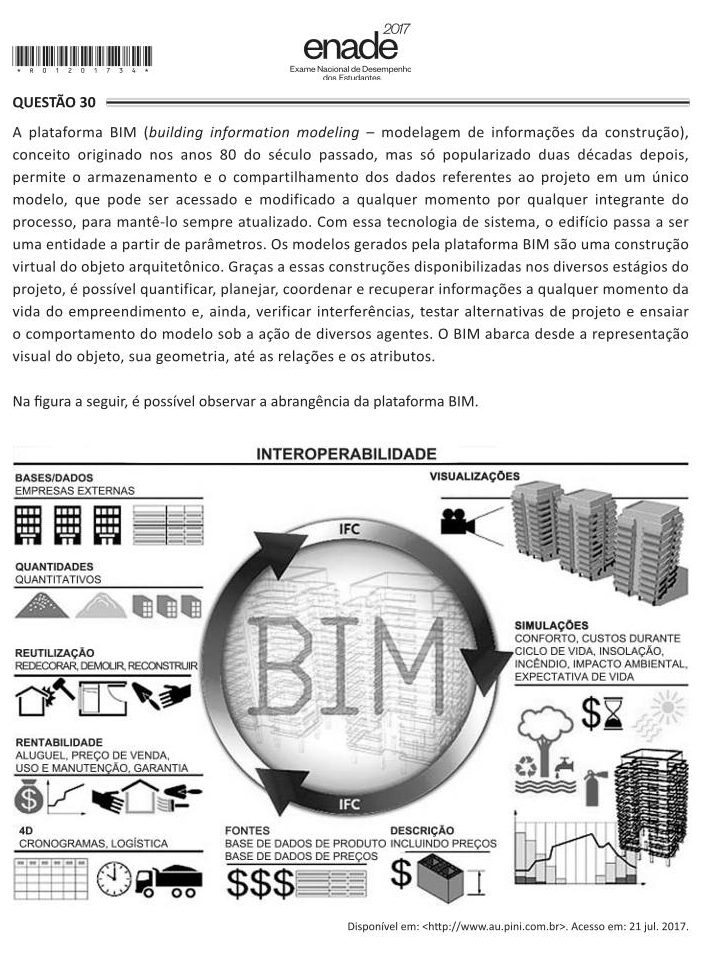 2017
enade
Exame Nacional de Desempenho
dos Estudantes
*R01201734*
QUESTÃO 30
A plataforma BIM (building information modeling – modelagem de informações da construção),
conceito originado nos anos 80 do século passado, mas só popularizado duas décadas depois,
permite o armazenamento e o compartilhamento dos dados referentes ao projeto em um único
modelo, que pode ser acessado e modificado a qualquer momento por qualquer integrante do
processo, para mantê-lo sempre atualizado. Com essa tecnologia de sistema, o edifício passa a ser
uma entidade a partir de parâmetros. Os modelos gerados pela plataforma BIM são uma construção
virtual do objeto arquitetônico. Graças a essas construções disponibilizadas nos diversos estágios do
projeto, é possível quantificar, planejar, coordenar e recuperar informações a qualquer momento da
vida do empreendimento e, ainda, verificar interferências, testar alternativas de projeto e ensaiar
o comportamento do modelo sob a ação de diversos agentes. O BIM abarca desde a representação
visual do objeto, sua geometria, até as relações e os atributos.
Na figura a seguir, é possível observar a abrangência da plataforma BIM.
INTEROPERABILIDADE
BASES/DADOS
EMPRESAS EXTERNAS
VISUALIZAÇÕES
IFC
QUANTIDADES
QUANTITATIVOS
BIM
SIMULAÇÕES
CONFORTO, CUSTOS DURANTE
CICLO DE VIDA, INSOLAÇÃO,
INCÊNDIO, IMPACTO AMBIENTAL,
EXPECTATIVA DE VIDA
$
REUTILIZAÇÃO
REDECORAR, DEMOLIR, RECONSTRUIR
RENTABILIDADE
ALUGUEL, PREÇO DE VENDA,
USO E MANUTENÇÃO, GARANTIA
$
IFC
4D
CRONOGRAMAS, LOGÍSTICA
FONTES
BASE DE DADOS DE PRODUTO
BASE DE DADOS DE PREÇOS
$$$
DESCRIÇÃO
INCLUINDO PREÇOS
$
Disponível em: <http://www.au.pini.com.br>. Acesso em: 21 jul. 2017.